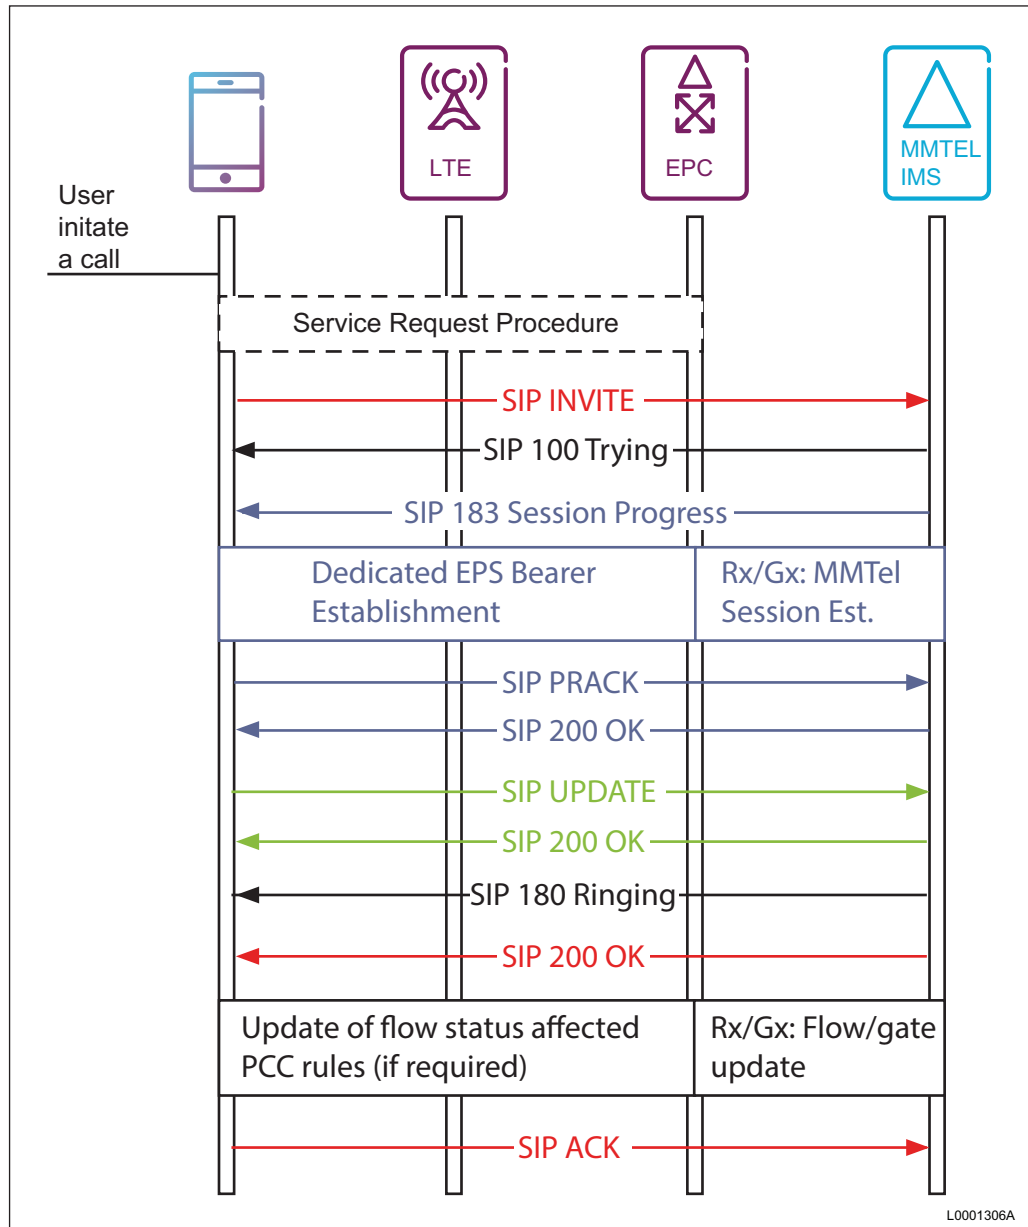 LTE
EPC
MMTEL
IMS
User
initate
a call
Service Request Procedure
SIP INVITE
SIP 100 Trying
SIP 183 Session Progress
Dedicated EPS Bearer
Establishment
Rx/Gx: MMTel
Session Est.
SIP PRACK
SIP 200 OK
SIP UPDATE
SIP 200 OK
SIP 180 Ringing
SIP 200 OK
Update of flow status affected
PCC rules (if required)
Rx/Gx: Flow/gate
update
SIP ACK
L0001306A